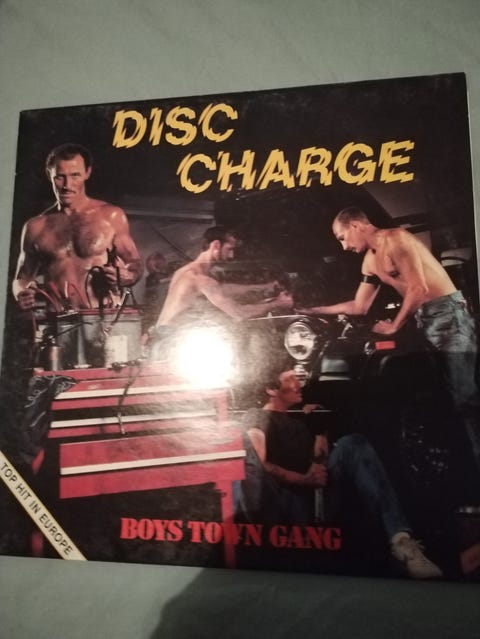 DISC
CHARGE
TOP HIT IN EUROPE
BOYS TOWN GANG